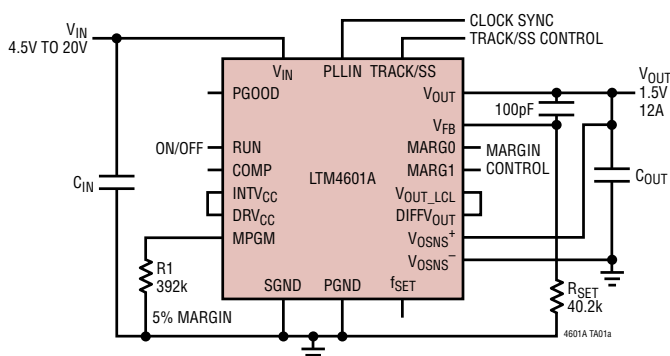 CLOCK SYNC
TRACK/SS CONTROL
VIN
4.5V TO 20V
VIN
PLLIN
TRACK/SS
PGOOD
VOUT
VOUT
1.5V
12A
100pF
VFB
ON/OFF
RUN
MARG0
MARGIN
CONTROL
COMP
LTM4601A
MARG1
CIN
INTVCC
VOUT_LCL
COUT
DRVCC
DIFFVOUT
MPGM
VOSNS+
VOSNS–
R1
392k
SGND
PGND
fSET
RSET
40.2k
5% MARGIN
4601A TA01a